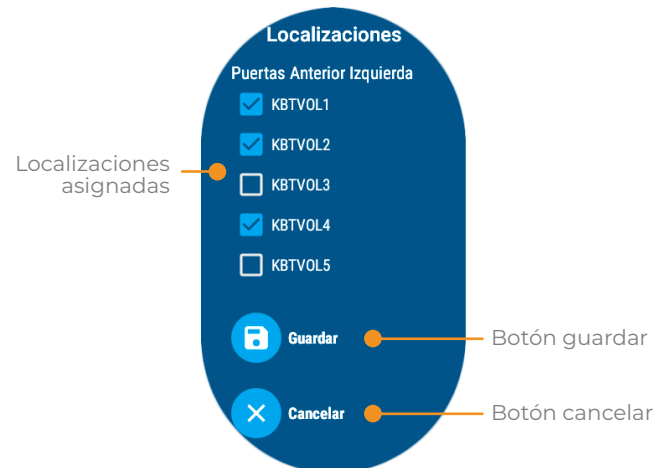 Localizaciones
Puertas Anterior Izquierda
KBTVOL1
KBTVOL2
Localizaciones
asignadas
KBTVOL3
KBTVOL4
KBTVOL5
Guardar
Botón guardar
Cancelar
Botón cancelar